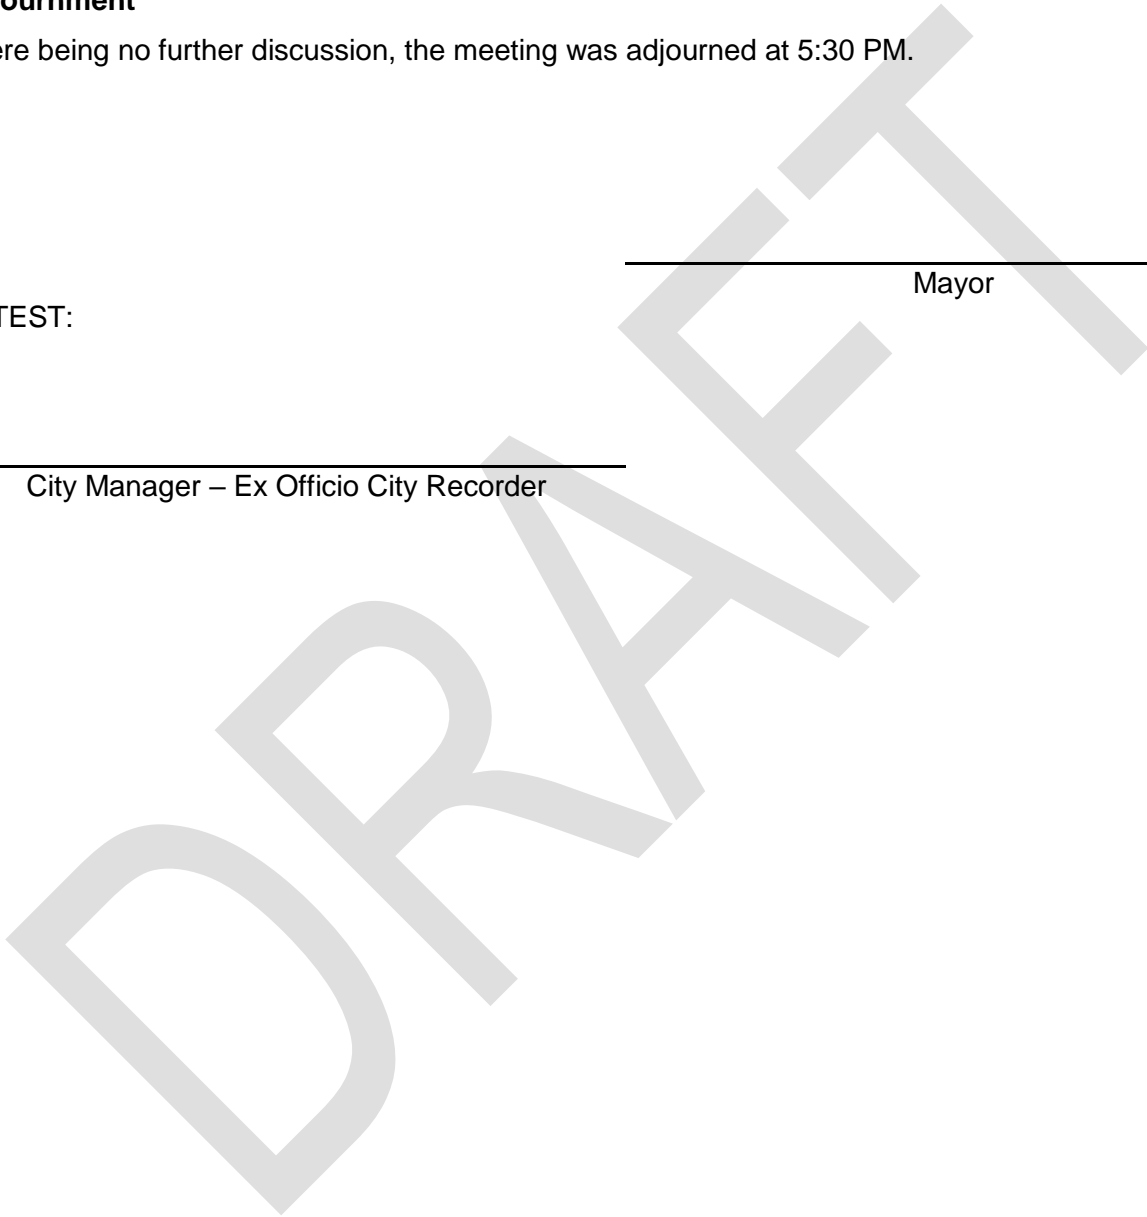 ournment
ere being no further discussion, the meeting was adjourned at 5:30 PM.
Mayor
TEST:
City Manager – Ex Officio City Recorder
DRAFT